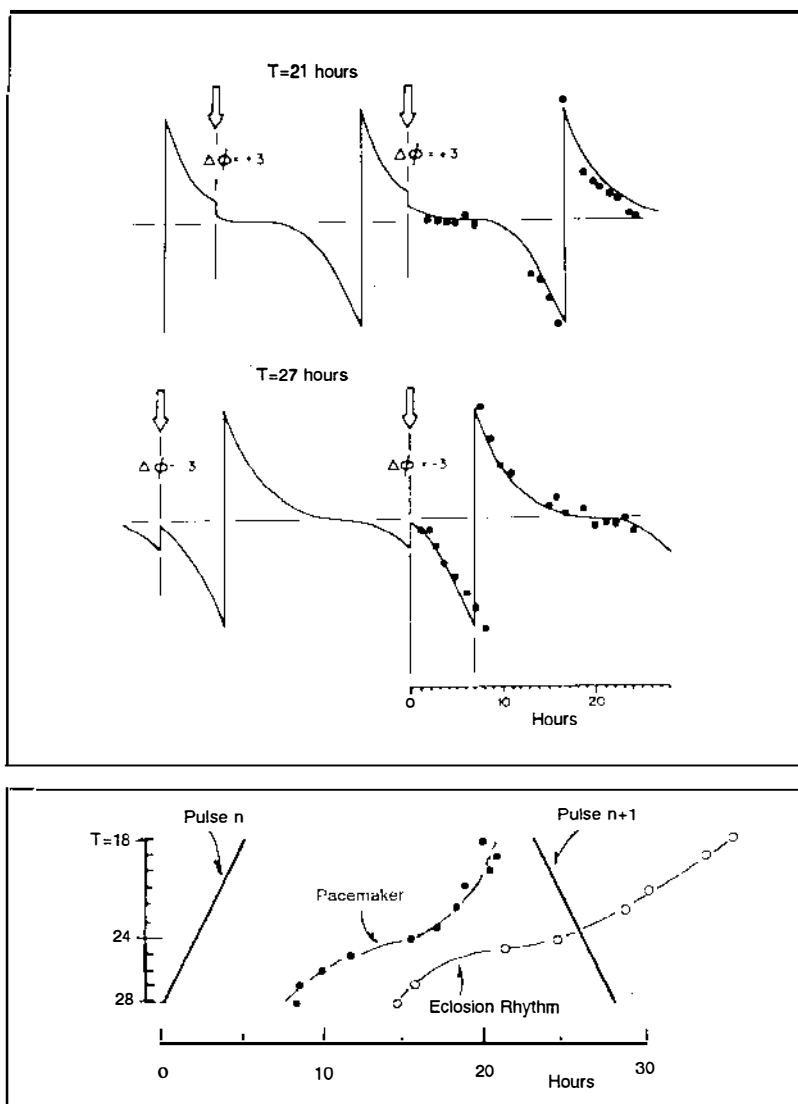 T=21 hours
Δϕ=+3
Δϕ=+3
T=27 hours
Δϕ- 3
Δϕ=-3
0
10
20
Hours
Pulse n
Pulse n+1
T=18
Pacemaker
24
28
Eclosion Rhythm
0
10
20
30
Hours